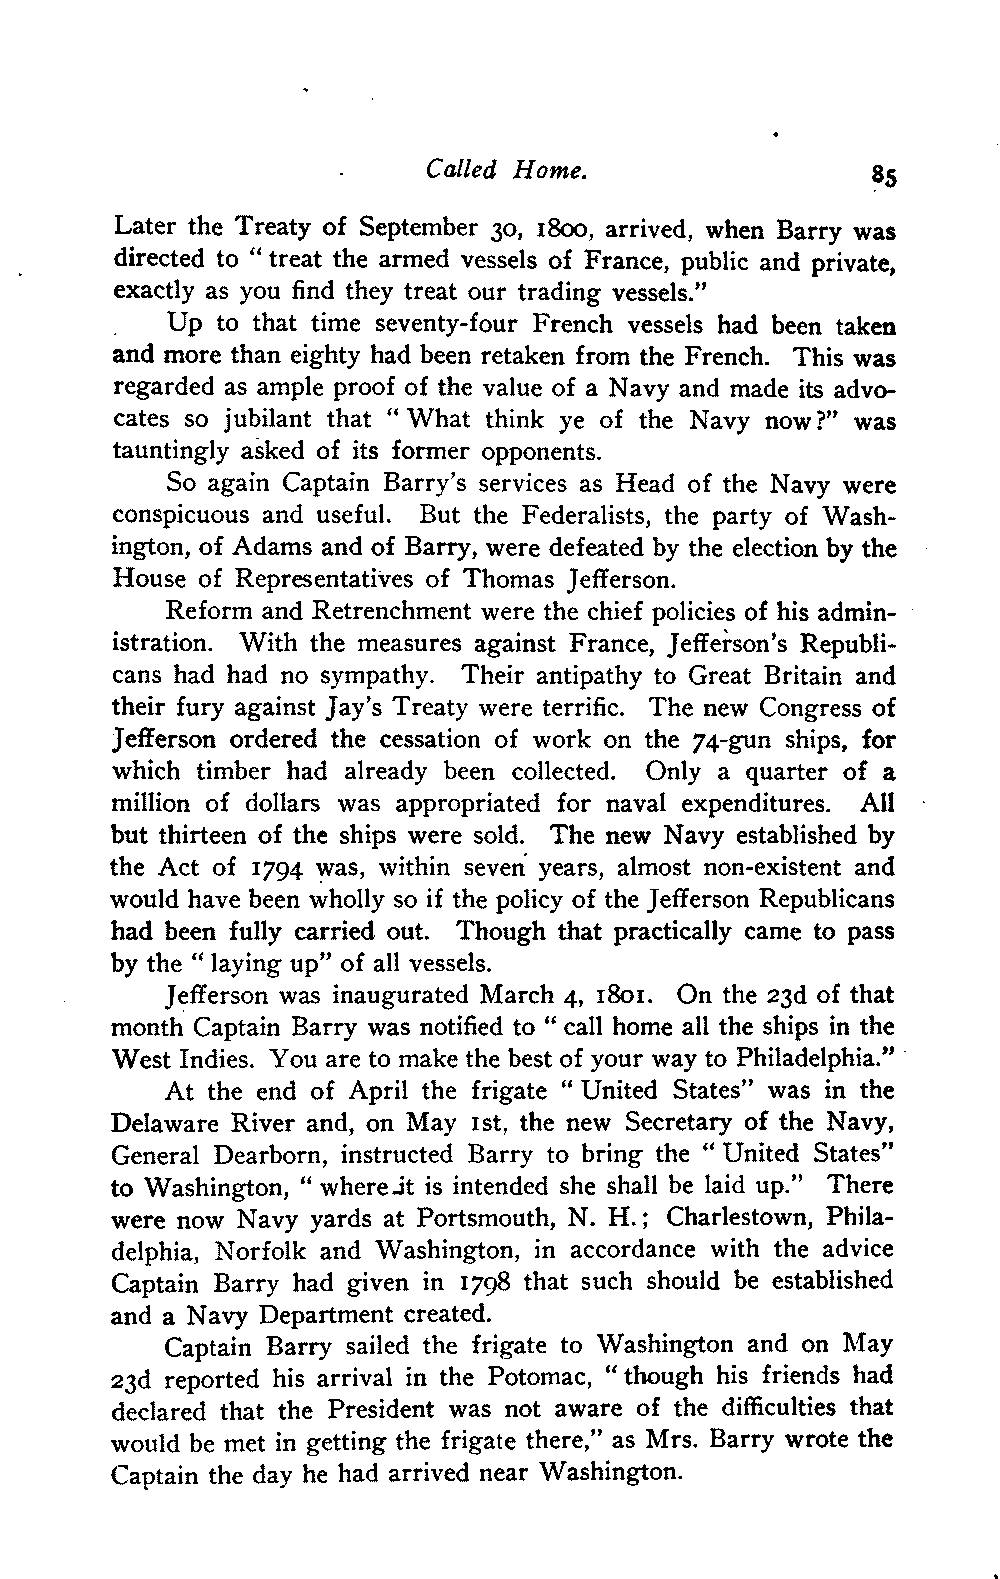 Called Home. 85
Later the Treaty of September 30, 1800, arrived, when Barry was
directed to “ treat the armed vessels of France, public and private,
exactly as you find they treat our trading vessels.”
Up to that time seventy-four French vessels had been taken
and more than eighty had been retaken from the French. This was
regarded as ample proof of the value of a Navy and made its advo-
cates so jubilant that “ What think ye of the Navy now?” was
tauntingly asked of its former opponents.
So again Captain Barry's services as Head of the Navy were
conspicuous and useful. But the Federalists, the party of Wash-
ington, of Adams and of Barry, were defeated by the election by the
House of Representatives of Thomas Jefferson.
Reform and Retrenchment were the chief policies of his admin-
istration. With the measures against France, Jefferson's Republi-
cans had had no sympathy. Their antipathy to Great Britain and
their fury against Jay's Treaty were terrific. The new Congress of
Jefferson ordered the cessation of work on the 74-gun ships, for
which timber had already been collected. Only a quarter of a
million of dollars was appropriated for naval expenditures. All
but thirteen of the ships were sold. The new Navy established by
the Act of 1794 was, within seven years, almost non-existent and
would have been wholly so if the policy of the Jefferson Republicans
had been fully carried out. Though that practically came to pass
by the “ laying up” of all vessels.
Jefferson was inaugurated March 4, 1801. On the 23d of that
month Captain Barry was notified to “ call home all the ships in the
West Indies. You are to make the best of your way to Philadelphia.”
At the end of April the frigate “ United States” was in the
Delaware River and, on May 1st, the new Secretary of the Navy,
General Dearborn, instructed Barry to bring the “ United States”
to Washington, “ where it is intended she shall be laid up.” There
were now Navy yards at Portsmouth, N. H.; Charlestown, Phila-
delphia, Norfolk and Washington, in accordance with the advice
Captain Barry had given in 1798 that such should be established
and a Navy Department created.
Captain Barry sailed the frigate to Washington and on May
23d reported his arrival in the Potomac, “ though his friends had
declared that the President was not aware of the difficulties that
would be met in getting the frigate there,” as Mrs. Barry wrote the
Captain the day he had arrived near Washington.